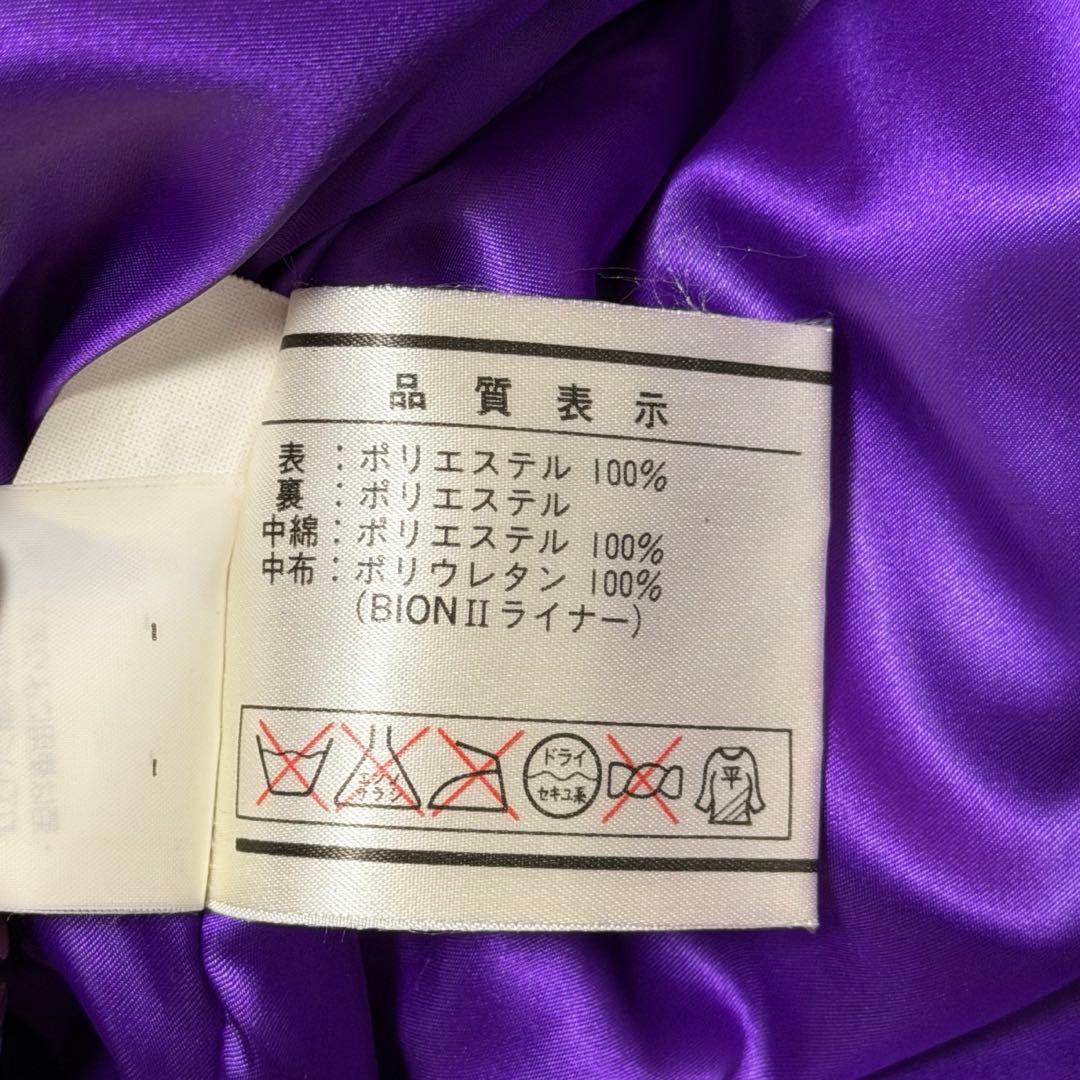 品質表示
表：ポリエステル 100%
裏：ポリエステル
中綿：ポリエステル 100%
中布：ポリウレタン 100%
(BIONⅡライナー)
エンソ
サラシ
ドライ
セキユ系
平